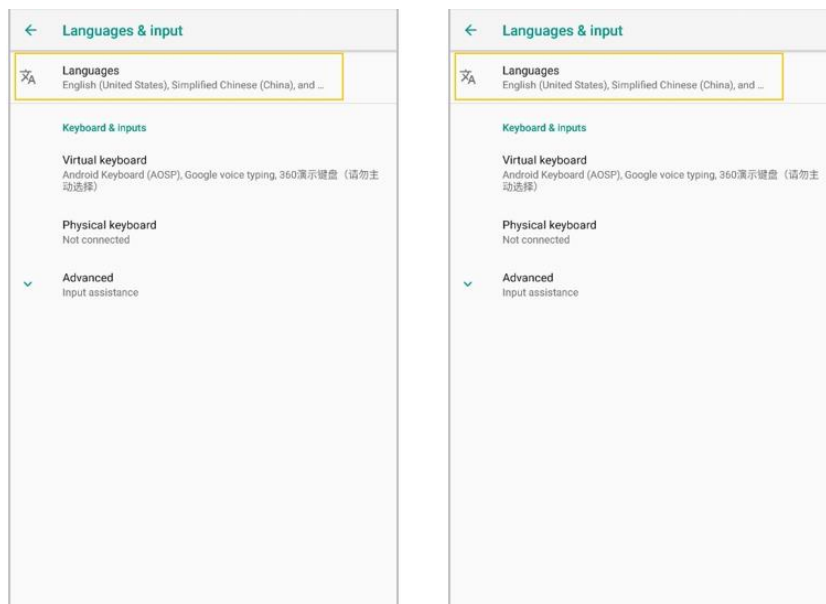 Languages & input
Languages
English (United States), Simplified Chinese (China), and ...
Keyboard & inputs
Virtual keyboard
Android Keyboard (AOSP), Google voice typing, 360演示键盘（请勿主
动选择）
Physical keyboard
Not connected
Advanced
Input assistance
Languages & input
Languages
English (United States), Simplified Chinese (China), and ...
Keyboard & inputs
Virtual keyboard
Android Keyboard (AOSP), Google voice typing, 360演示键盘（请勿主
动选择）
Physical keyboard
Not connected
Advanced
Input assistance